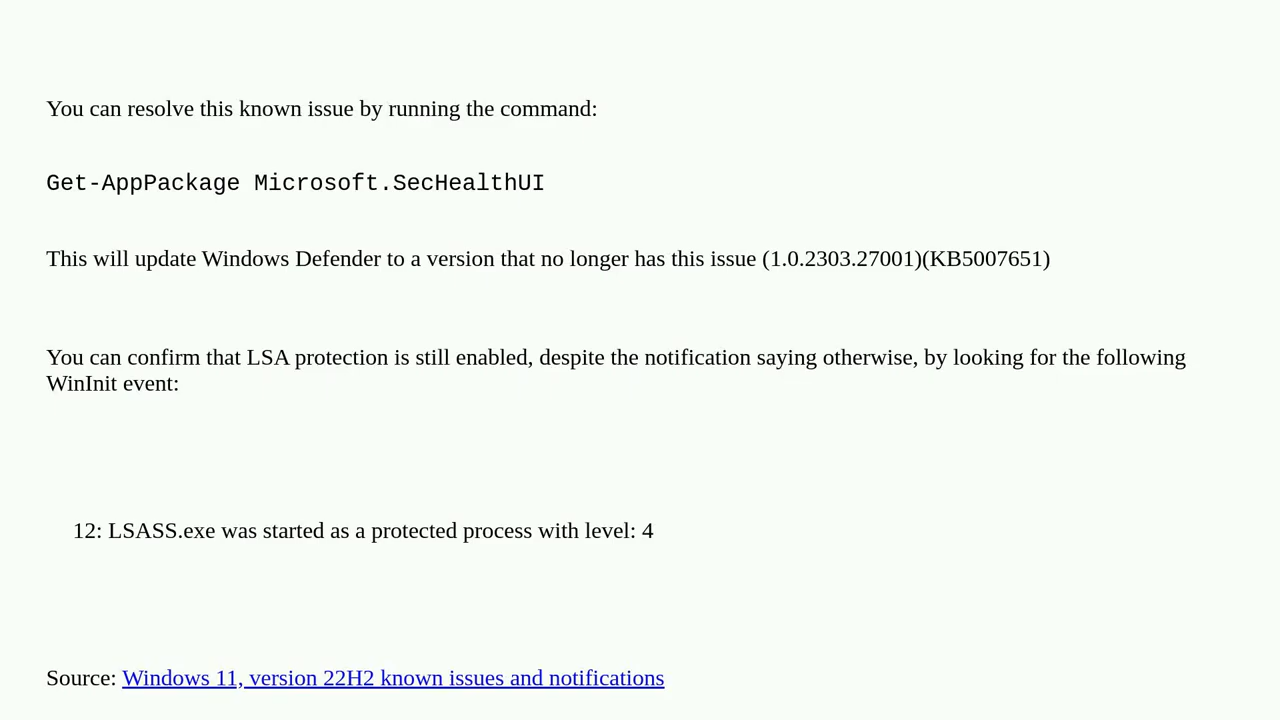 You can resolve this known issue by running the command:
Get-AppPackage Microsoft.SecHealthUI
This will update Windows Defender to a version that no longer has this issue (1.0.2303.27001)(KB5007651)
You can confirm that LSA protection is still enabled, despite the notification saying otherwise, by looking for the following
WinInit event:
12: LSASS.exe was started as a protected process with level: 4
Source: Windows 11, version 22H2 known issues and notifications